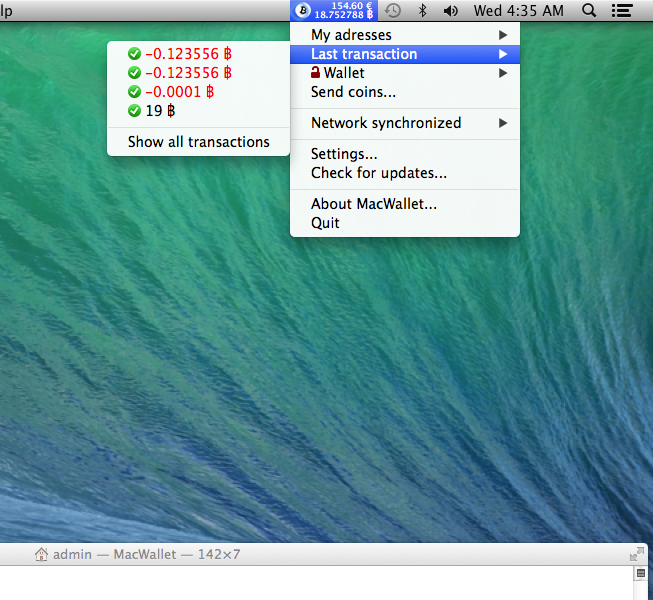 lp
154.60 €
18.752788 ฿
Wed 4:35 AM
My adresses
Last transaction
Wallet
Send coins...
Network synchronized
Settings...
Check for updates...
About MacWallet...
Quit
-0.123556 ฿
-0.123556 ฿
-0.0001 ฿
19 ฿
Show all transactions
admin — MacWallet — 142×7